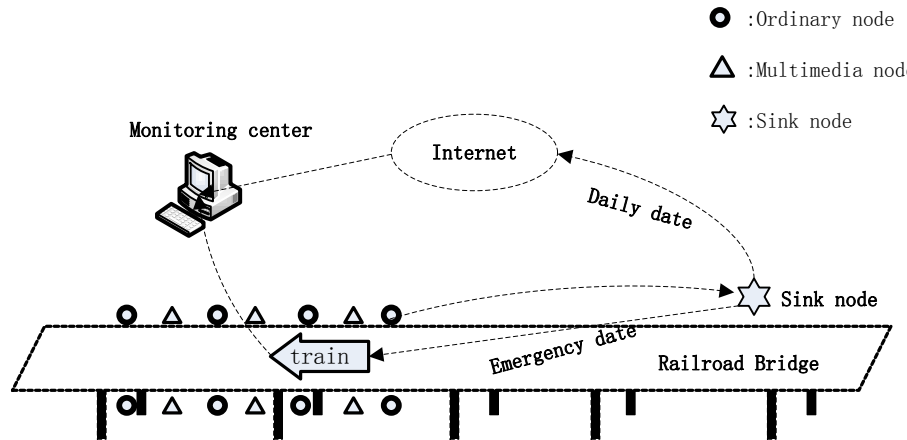 :Ordinary node
:Multimedia node
:Sink node
Monitoring center
Internet
Daily date
Sink node
Emergency date
train
Railroad Bridge